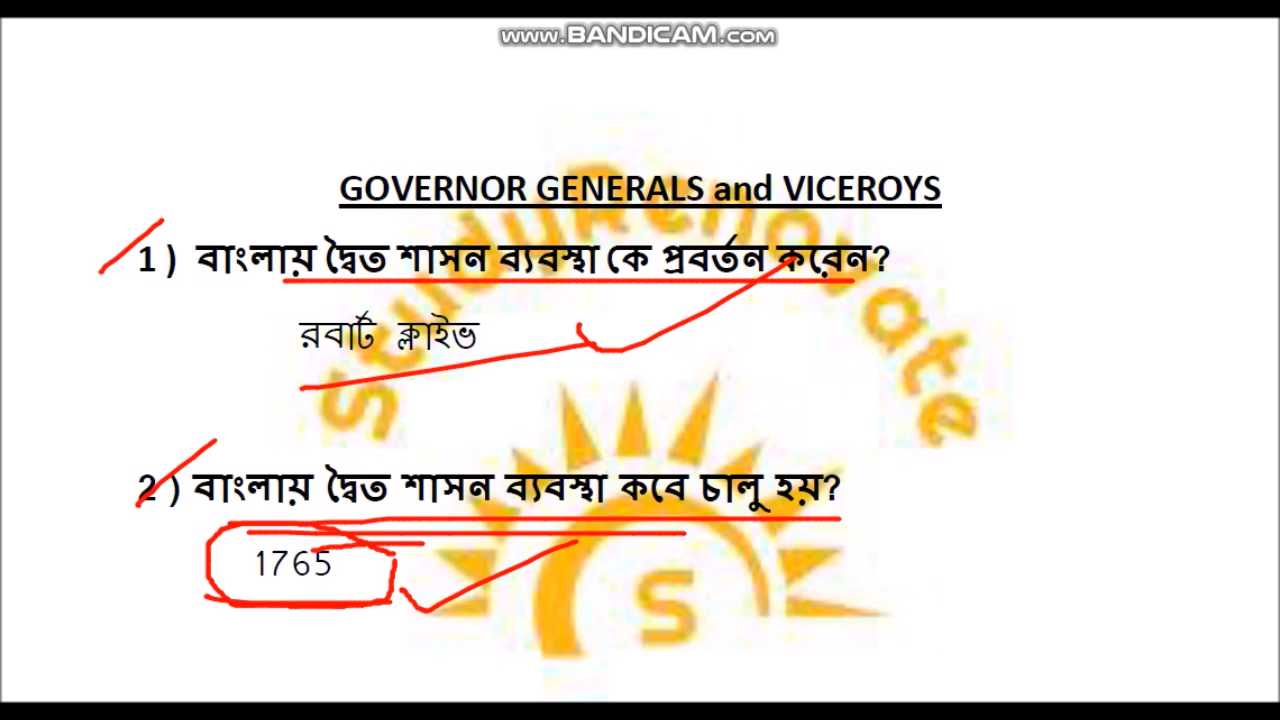 www.BANDICAM.com
GOVERNOR GENERALS and VICEROYS
1) বাংলায় দ্বৈত শাসন ব্যবস্থা কে প্রবর্তন করেন?
রবার্ট ক্লাইভ
2) বাংলায় দ্বৈত শাসন ব্যবস্থা কবে চালু হয়?
1765
StudyRenovate
S